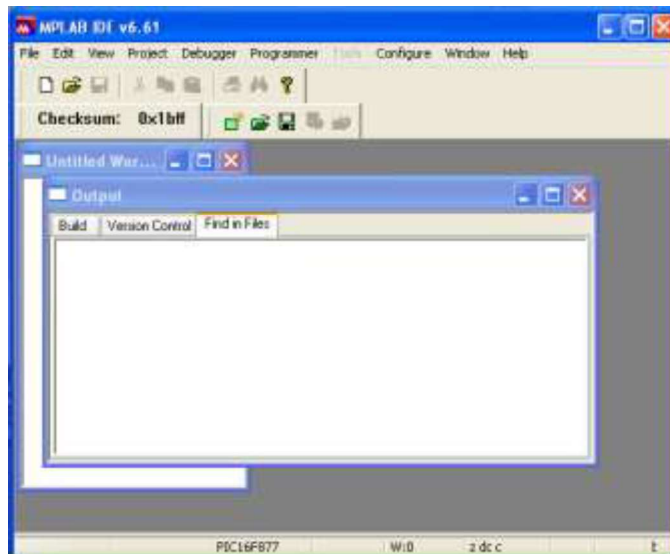 MPLAB IDE v6.61
File Edit View Project Debugger Programmer Tools Configure Window Help
Checksum: 0x1bff
Untitled Wor...
Output
Build Version Control Find in Files
PIC16F877 W:0 z dc c